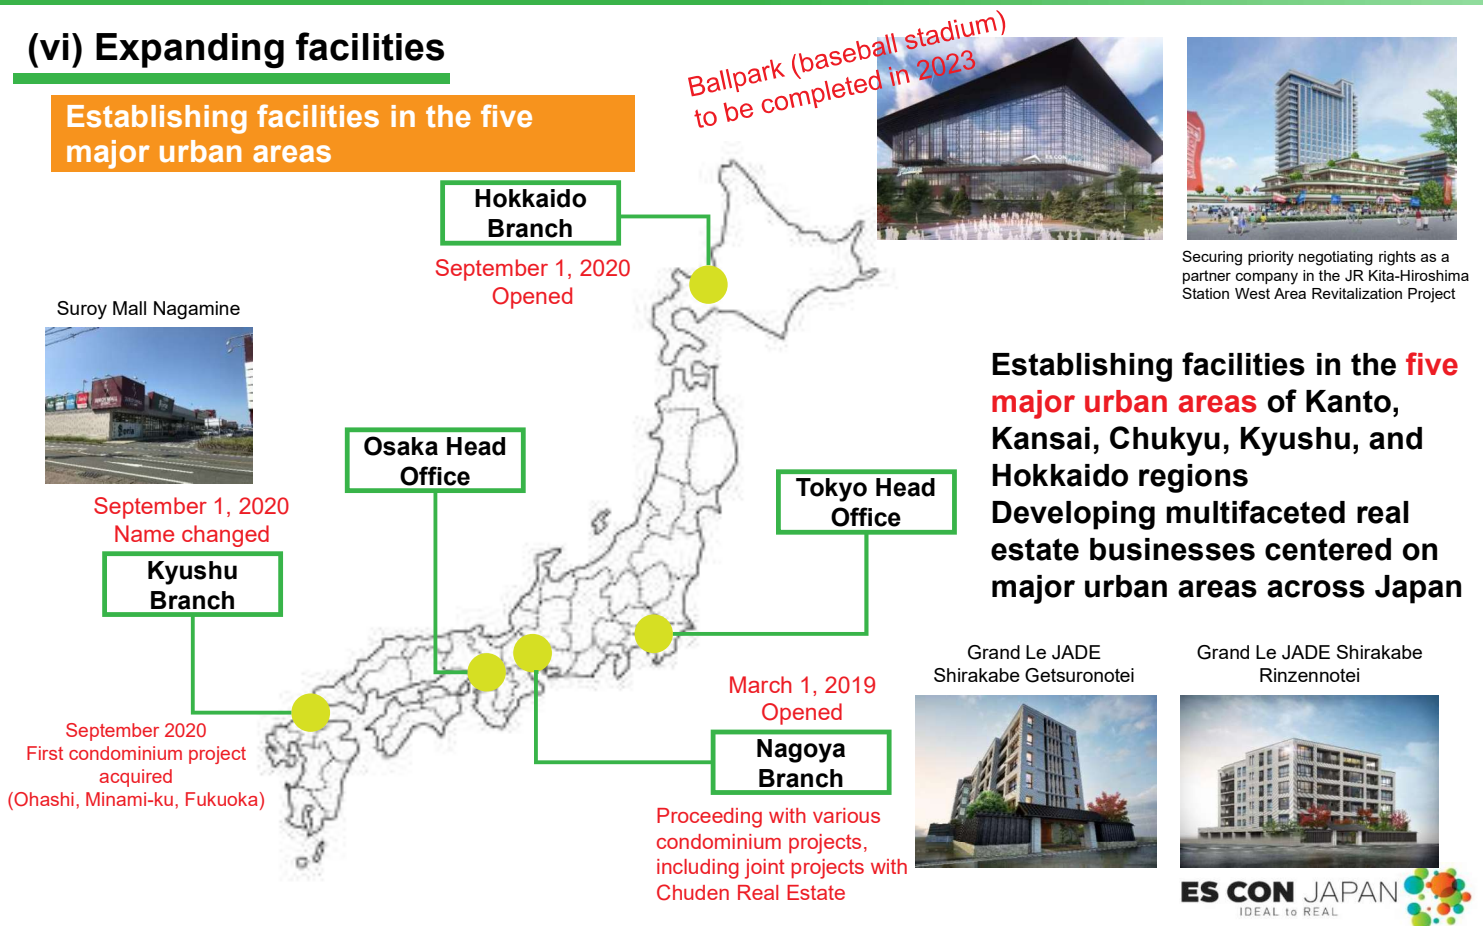 (vi) Expanding facilities
Establishing facilities in the five
major urban areas
Ballpark (baseball stadium)
to be completed in 2023
ES CON
Hokkaido
Branch
September 1, 2020
Opened
Securing priority negotiating rights as a
partner company in the JR Kita-Hiroshima
Station West Area Revitalization Project
Suroy Mall Nagamine
September 1, 2020
Name changed
Kyushu
Branch
September 2020
First condominium project
acquired
(Ohashi, Minami-ku, Fukuoka)
Osaka Head
Office
Tokyo Head
Office
Establishing facilities in the five
major urban areas of Kanto,
Kansai, Chukyu, Kyushu, and
Hokkaido regions
Developing multifaceted real
estate businesses centered on
major urban areas across Japan
March 1, 2019
Opened
Nagoya
Branch
Proceeding with various
condominium projects,
including joint projects with
Chuden Real Estate
Grand Le JADE
Shirakabe Getsuronotei
Grand Le JADE Shirakabe
Rinzennotei
ES CON JAPAN
IDEAL to REAL